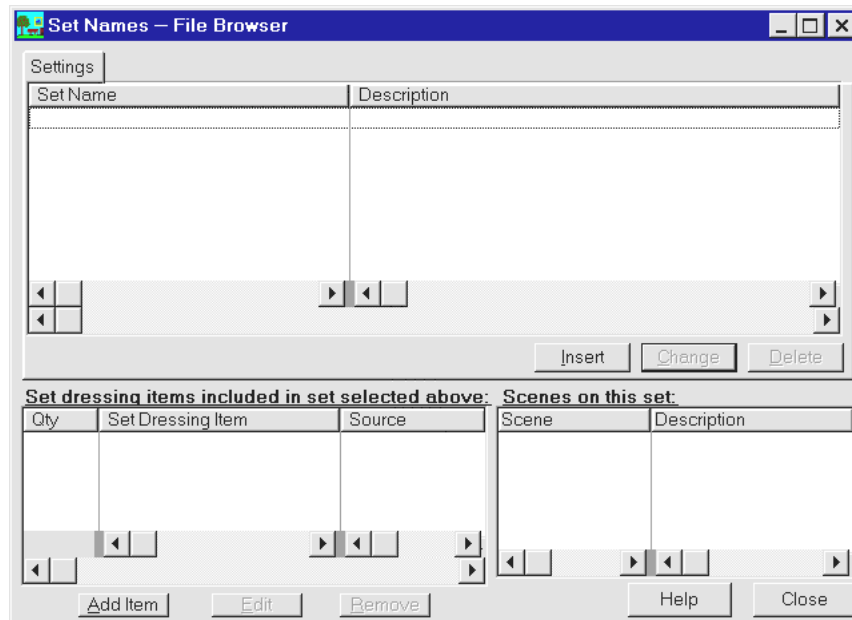 Set Names – File Browser
Settings
Set Name Description
Insert Change Delete
Set dressing items included in set selected above: Scenes on this set:
Qty Set Dressing Item Source Scene Description
Add Item Edit Remove Help Close